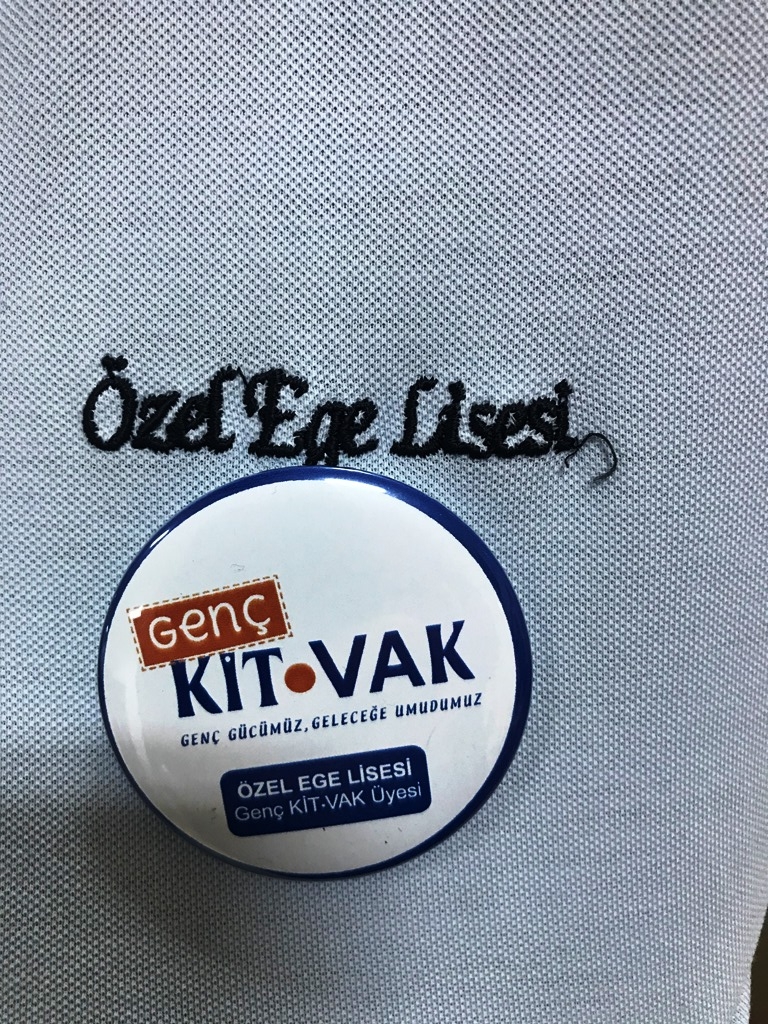 Özel Ege Lisesi
Genç
KİT•VAK
GENÇ GÜCÜMÜZ, GELECEĞE UMUDUMUZ
ÖZEL EGE LİSESİ
Genç KİT•VAK Üyesi